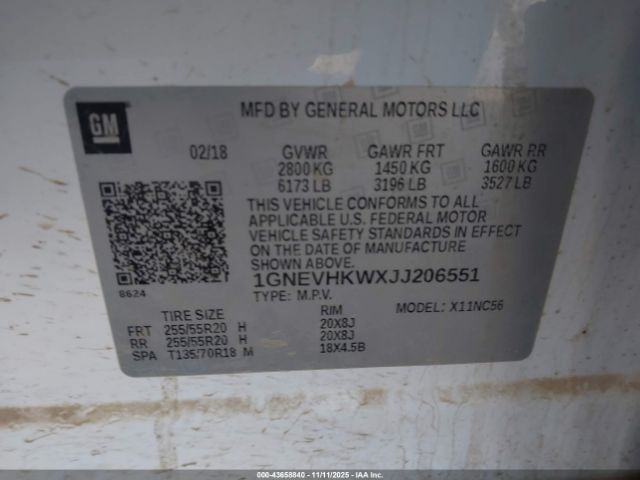 GM
MFD BY GENERAL MOTORS LLC
02/18 GVWR GAWR FRT GAWR RR
2800 KG 1450 KG 1600 KG
6173 LB 3196 LB 3527 LB
THIS VEHICLE CONFORMS TO ALL
APPLICABLE U.S. FEDERAL MOTOR
VEHICLE SAFETY STANDARDS IN EFFECT
ON THE DATE OF MANUFACTURE
SHOWN ABOVE.
8624
1GNEVHKWXJJ206551
TYPE: M.P.V. MODEL: X11NC56
TIRE SIZE RIM
FRT 255/55R20 H 20X8J
RR 255/55R20 H 20X8J
SPA T135/70R18 M 18X4.5B
000-43658840 - 11/11/2025 - IAAI.COM